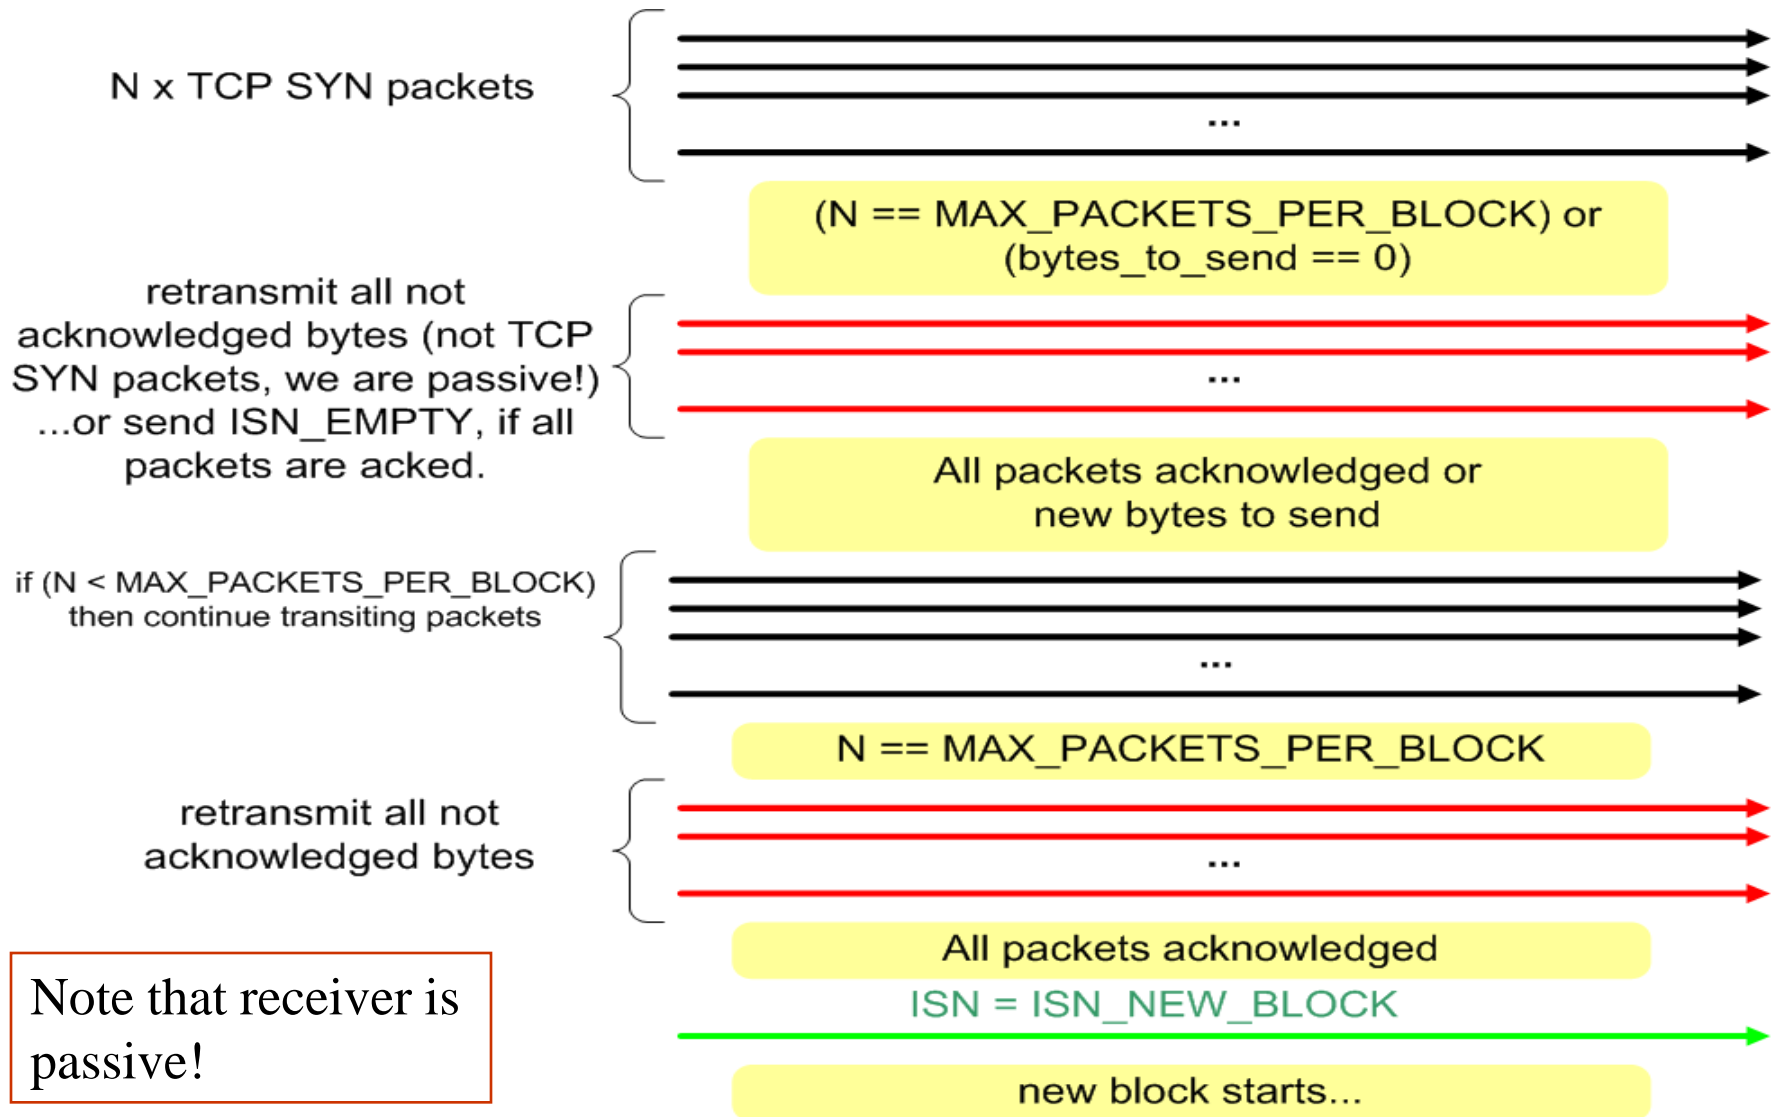 N x TCP SYN packets
...
(N == MAX_PACKETS_PER_BLOCK) or
(bytes_to_send == 0)
retransmit all not
acknowledged bytes (not TCP
SYN packets, we are passive!)
...or send ISN_EMPTY, if all
packets are acked.
...
All packets acknowledged or
new bytes to send
if (N < MAX_PACKETS_PER_BLOCK)
then continue transiting packets
...
N == MAX_PACKETS_PER_BLOCK
retransmit all not
acknowledged bytes
...
All packets acknowledged
ISN = ISN_NEW_BLOCK
Note that receiver is
passive!
new block starts...